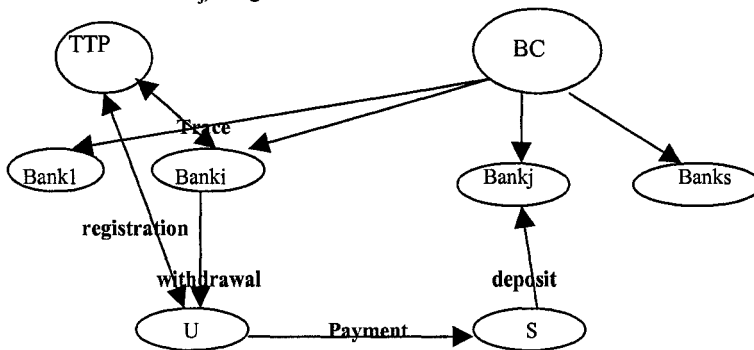 TTP
BC
Trace
Bank1
Banki
Bankj
Banks
registration
withdrawal
deposit
U
Payment
S